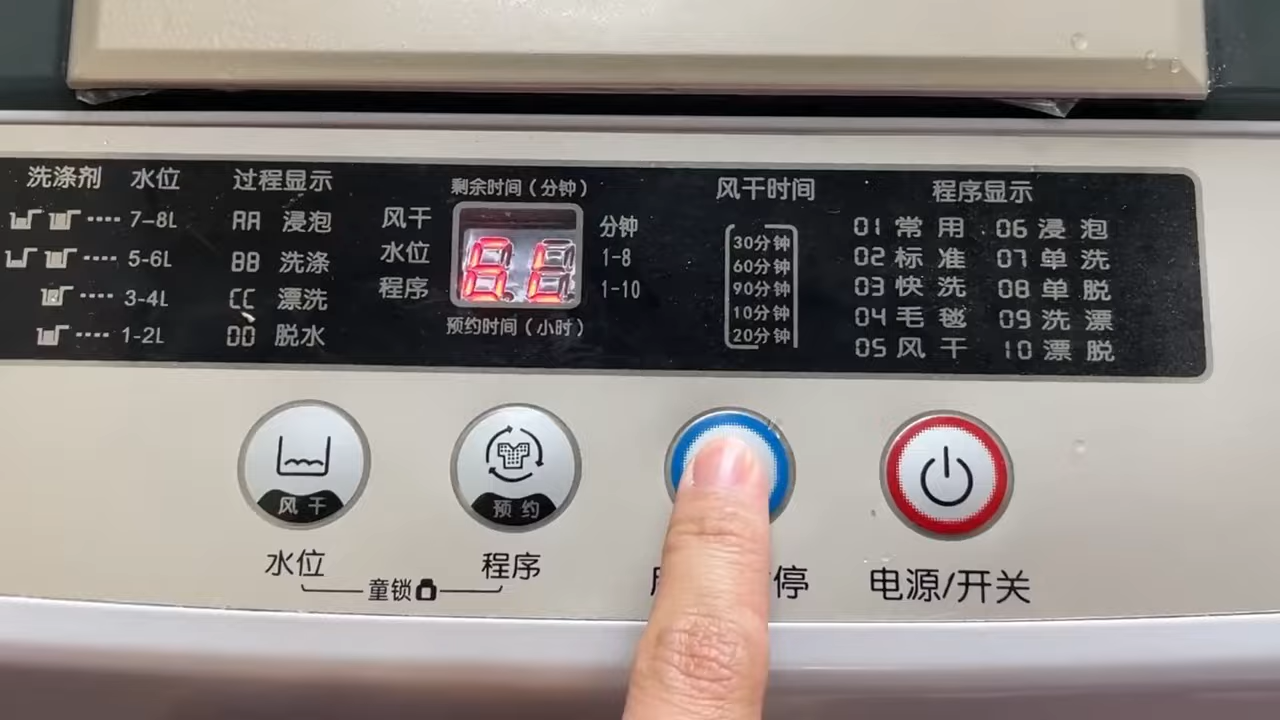 洗涤剂 水位 过程显示
7-8L AA 浸泡
5-6L BB 洗涤
3-4L CC 漂洗
1-2L DD 脱水
剩余时间（分钟）
风干 分钟
水位 1-8
程序 1-10
6L
预约时间（小时）
风干时间
30分钟
60分钟
90分钟
10分钟
20分钟
程序显示
01 常用 06 浸泡
02 标准 07 单洗
03 快洗 08 单脱
04 毛毯 09 洗漂
05 风干 10 漂脱
风干 预约
水位 程序 停 电源/开关
童锁